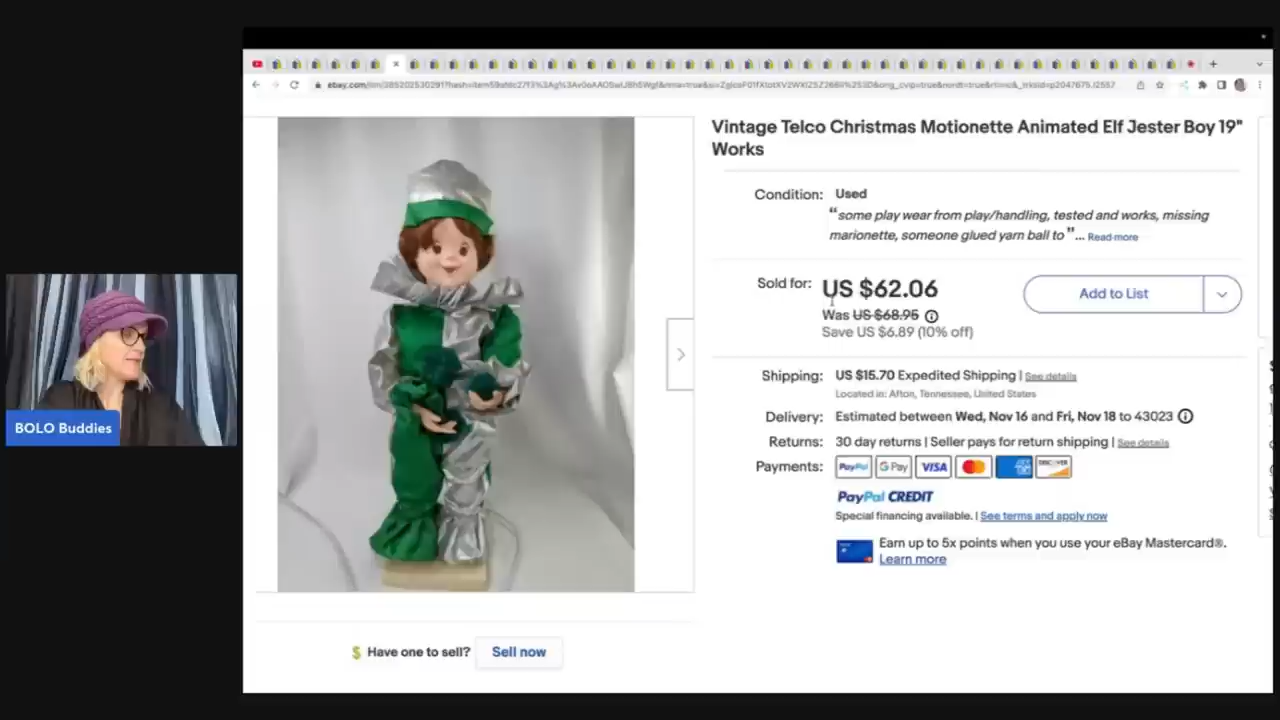 Vintage Telco Christmas Motionette Animated Elf Jester Boy 19"
Works
Condition: Used
“some play wear from play/handling, tested and works, missing
marionette, someone glued yarn ball to”... Read more
Sold for: US $62.06
Add to List
Was US $68.95
Save US $6.89 (10% off)
Shipping: US $15.70 Expedited Shipping | See details
Located in: Afton, Tennessee, United States
Delivery: Estimated between Wed, Nov 16 and Fri, Nov 18 to 43023
Returns: 30 day returns | Seller pays for return shipping | See details
Payments: PayPal G Pay VISA MasterCard DISCOVER
PayPal CREDIT
Special financing available. | See terms and apply now
Earn up to 5x points when you use your eBay Mastercard®.
Learn more
$ Have one to sell? Sell now
BOLO Buddies